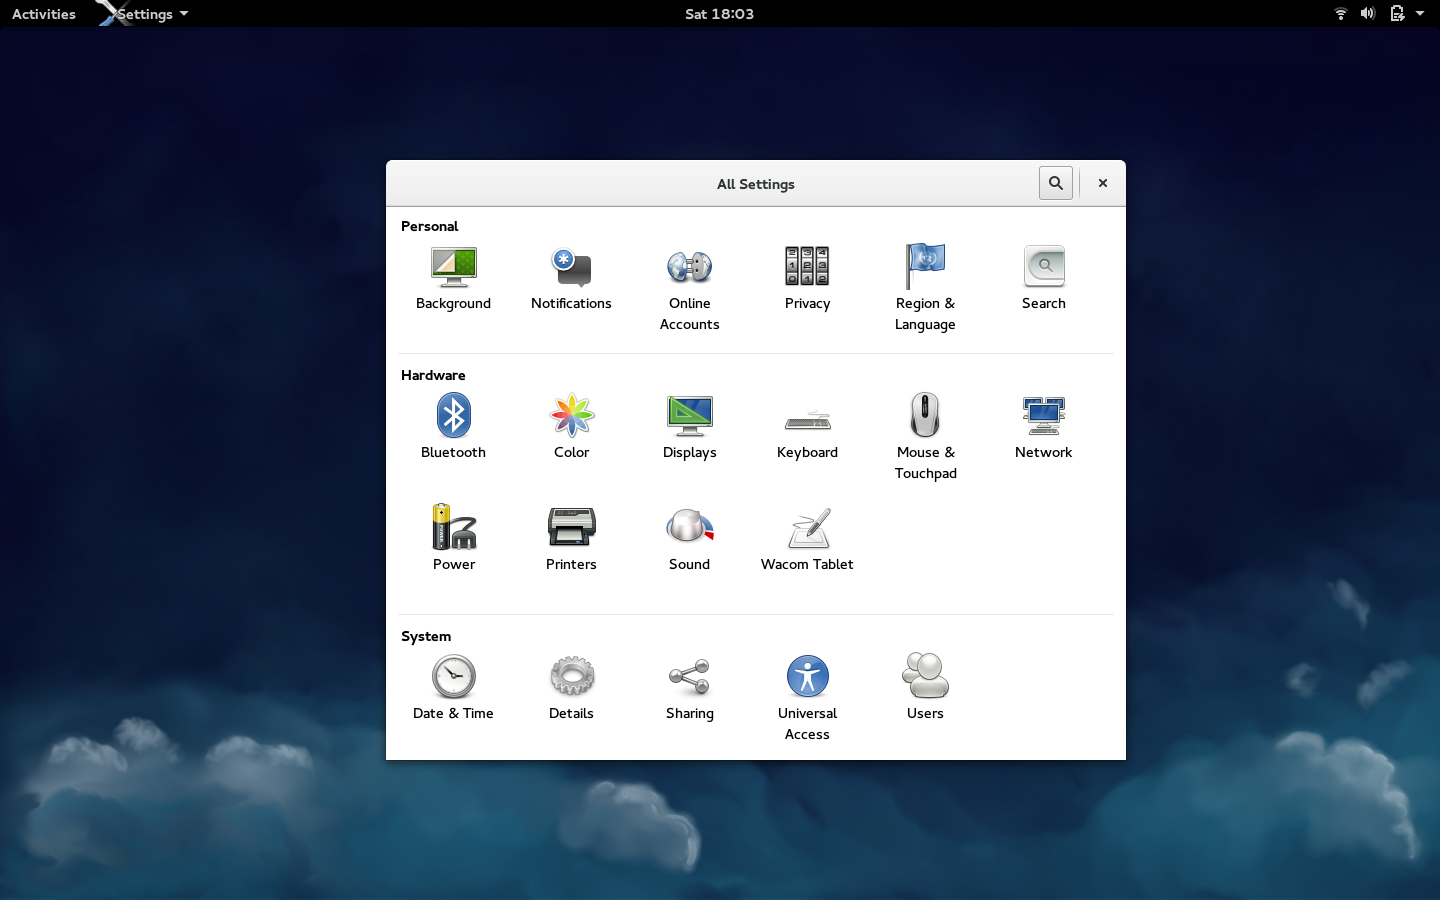 Activities Settings Sat 18:03
All Settings
Personal
Background Notifications Online Accounts Privacy Region & Language Search
Hardware
Bluetooth Color Displays Keyboard Mouse & Touchpad Network
Power Printers Sound Wacom Tablet
System
Date & Time Details Sharing Universal Access Users